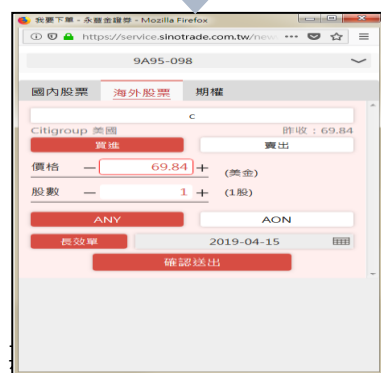 我要下單 - 永豐金證券 - Mozilla Firefox
https://service.sinotrade.com.tw/new
9A95-098
國內股票 海外股票 期權
c
Citigroup 美國 昨收：69.84
買進 賣出
價格 — 69.84 + (美金)
股數 — 1 + (1股)
ANY AON
長效單 2019-04-15
確認送出